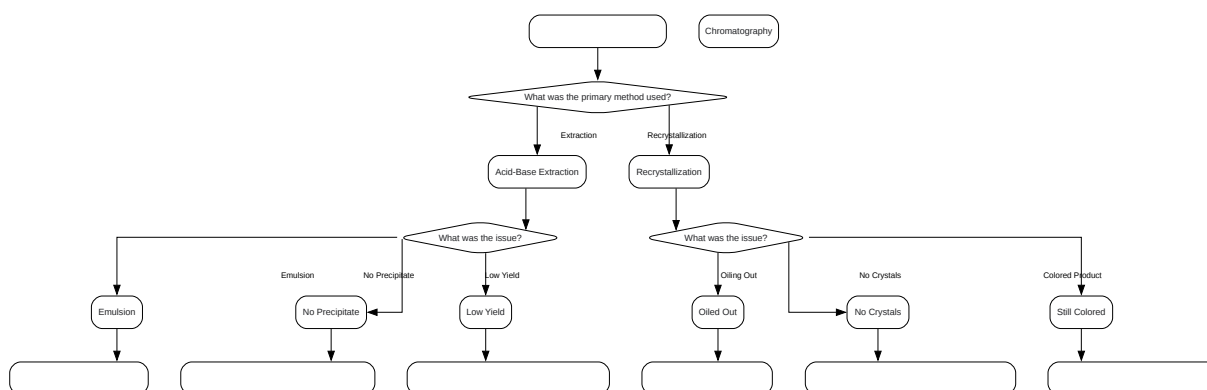 Chromatography
What was the primary method used?
Extraction
Recrystallization
Acid-Base Extraction
Recrystallization
What was the issue?
What was the issue?
Emulsion
No Precipitate
Low Yield
Oiling Out
No Crystals
Colored Product
Emulsion
No Precipitate
Low Yield
Oiled Out
No Crystals
Still Colored